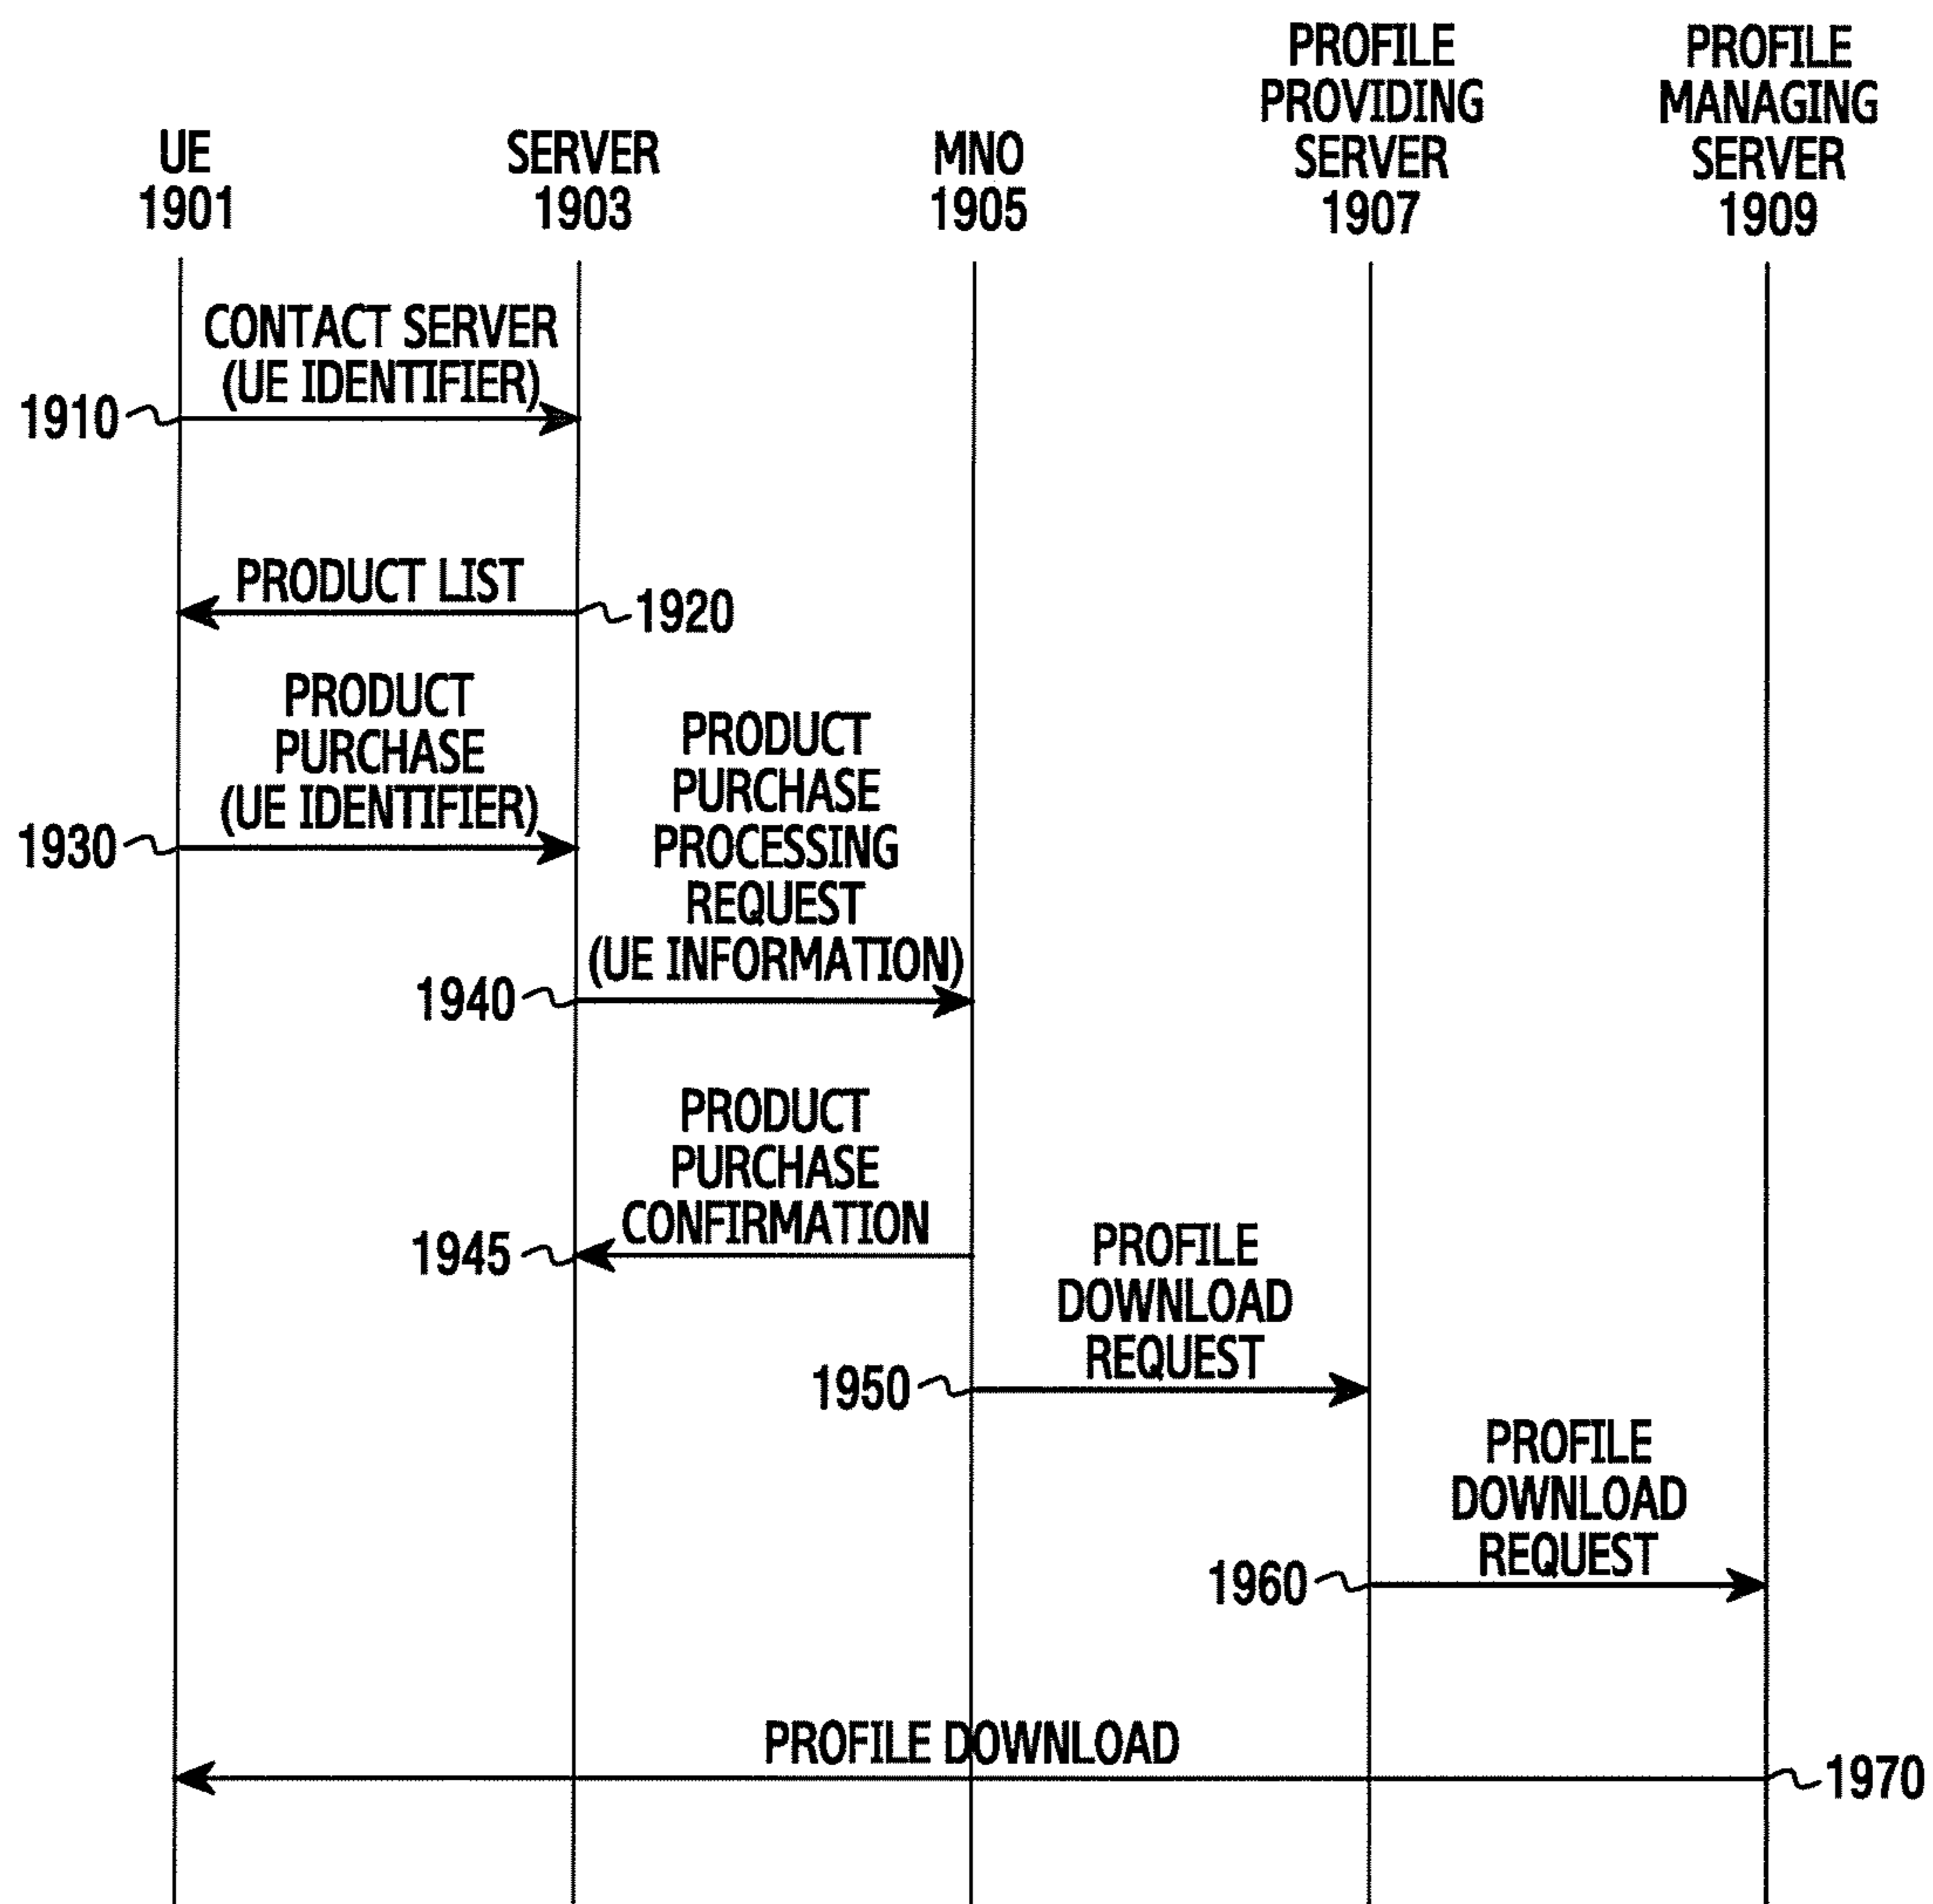 UE
1901
SERVER
1903
MNO
1905
PROFILE
PROVIDING
SERVER
1907
PROFILE
MANAGING
SERVER
1909
CONTACT SERVER
(UE IDENTIFIER)
1910
PRODUCT LIST
1920
PRODUCT
PURCHASE
(UE IDENTIFIER)
1930
PRODUCT
PURCHASE
PROCESSING
REQUEST
(UE INFORMATION)
1940
PRODUCT
PURCHASE
CONFIRMATION
1945
PROFILE
DOWNLOAD
REQUEST
1950
PROFILE
DOWNLOAD
REQUEST
1960
PROFILE DOWNLOAD
1970